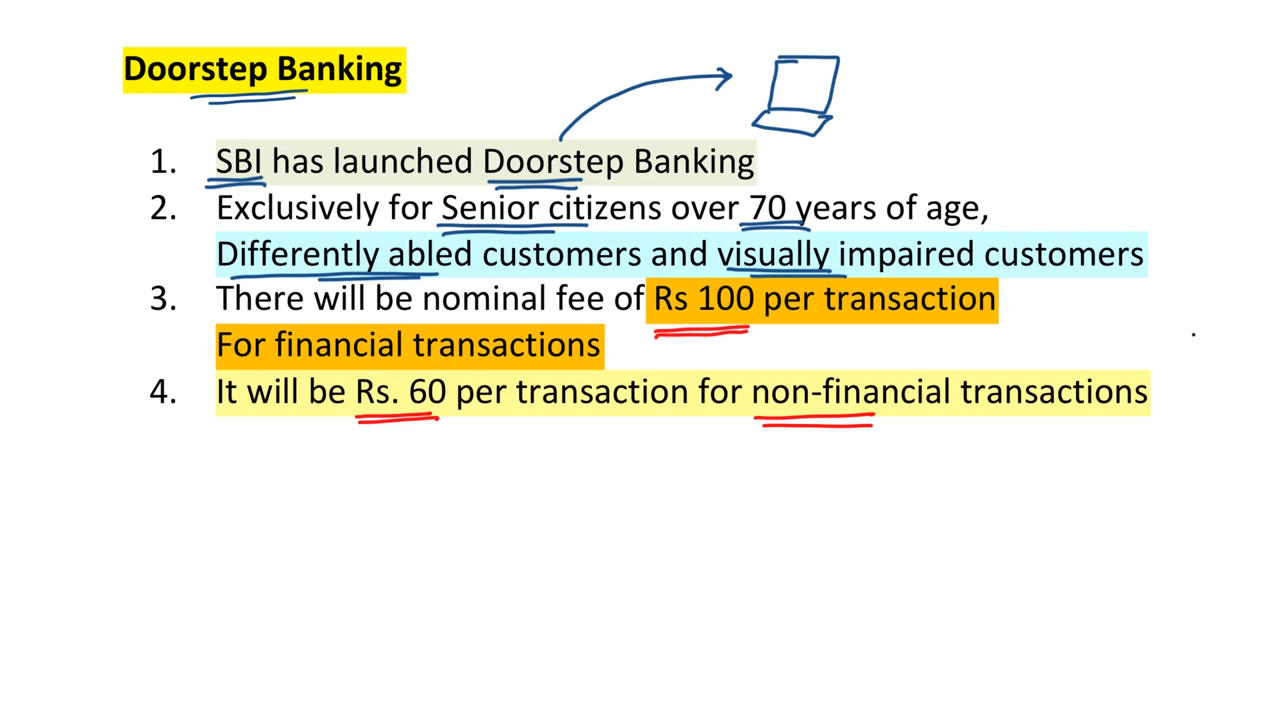 Doorstep Banking
1. SBI has launched Doorstep Banking
2. Exclusively for Senior citizens over 70 years of age,
Differently abled customers and visually impaired customers
3. There will be nominal fee of Rs 100 per transaction
For financial transactions
4. It will be Rs. 60 per transaction for non-financial transactions